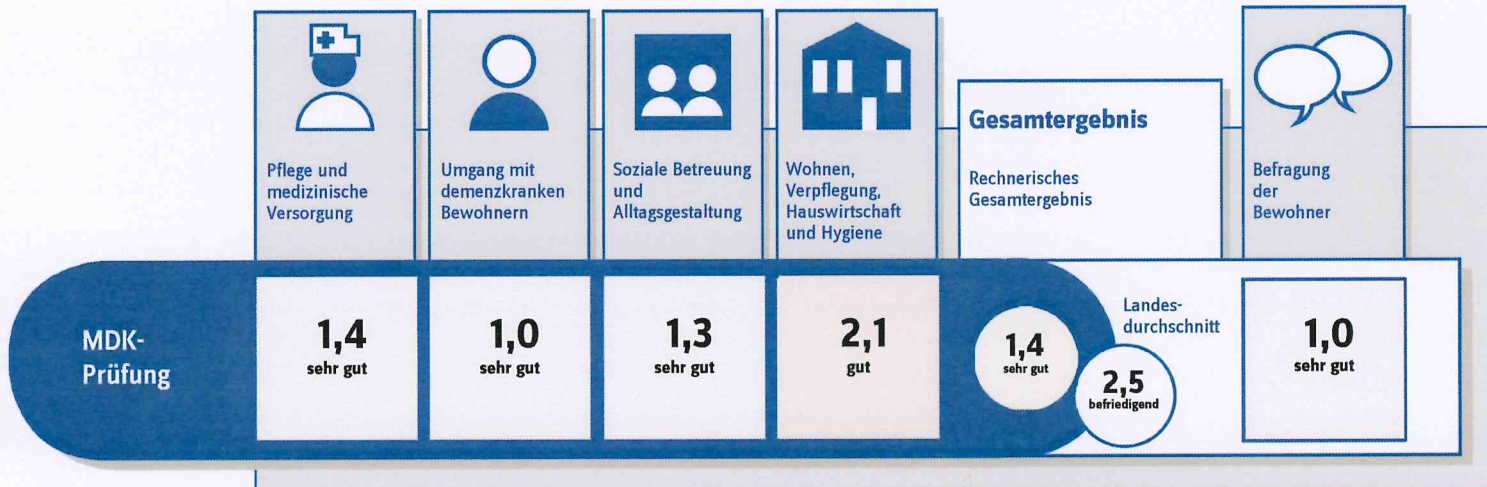 Pflege und
medizinische
Versorgung
Umgang mit
demenzkranken
Bewohnern
Soziale Betreuung
und
Alltagsgestaltung
Wohnen,
Verpflegung,
Hauswirtschaft
und Hygiene
Gesamtergebnis
Rechnerisches
Gesamtergebnis
Befragung
der
Bewohner
MDK-
Prüfung
1,4
sehr gut
1,0
sehr gut
1,3
sehr gut
2,1
gut
1,4
sehr gut
Landes-
durchschnitt
2,5
befriedigend
1,0
sehr gut